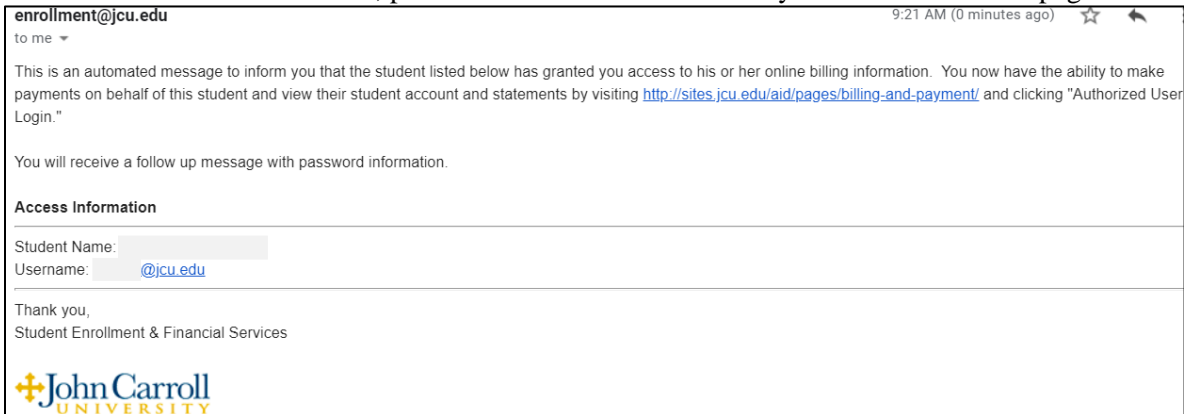 enrollment@jcu.edu 9:21 AM (0 minutes ago)
to me
This is an automated message to inform you that the student listed below has granted you access to his or her online billing information.  You now have the ability to make
payments on behalf of this student and view their student account and statements by visiting http://sites.jcu.edu/aid/pages/billing-and-payment/ and clicking "Authorized User
Login."
You will receive a follow up message with password information.
Access Information
Student Name:
Username: @jcu.edu
Thank you,
Student Enrollment & Financial Services
John Carroll
UNIVERSITY